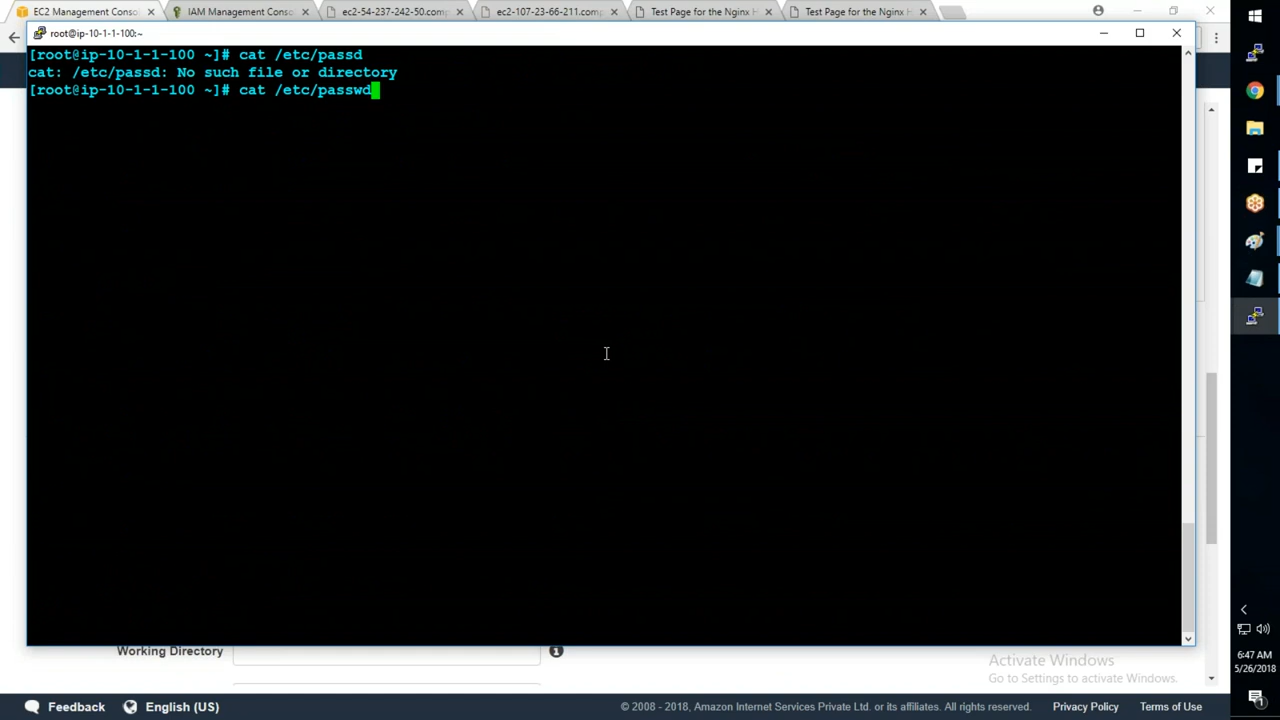 EC2 Management Conso
IAM Management Consol
ec2-54-237-242-50.comp
ec2-107-23-66-211.comp
Test Page for the Nginx H
Test Page for the Nginx H
root@ip-10-1-1-100:~
[root@ip-10-1-1-100 ~]# cat /etc/passd
cat: /etc/passd: No such file or directory
[root@ip-10-1-1-100 ~]# cat /etc/passwd
Working Directory
Activate Windows
Go to Settings to activate Windows.
6:47 AM
5/26/2018
Feedback
English (US)
© 2008 - 2018, Amazon Internet Services Private Ltd. or its affiliates. All rights reserved.
Privacy Policy
Terms of Use
1